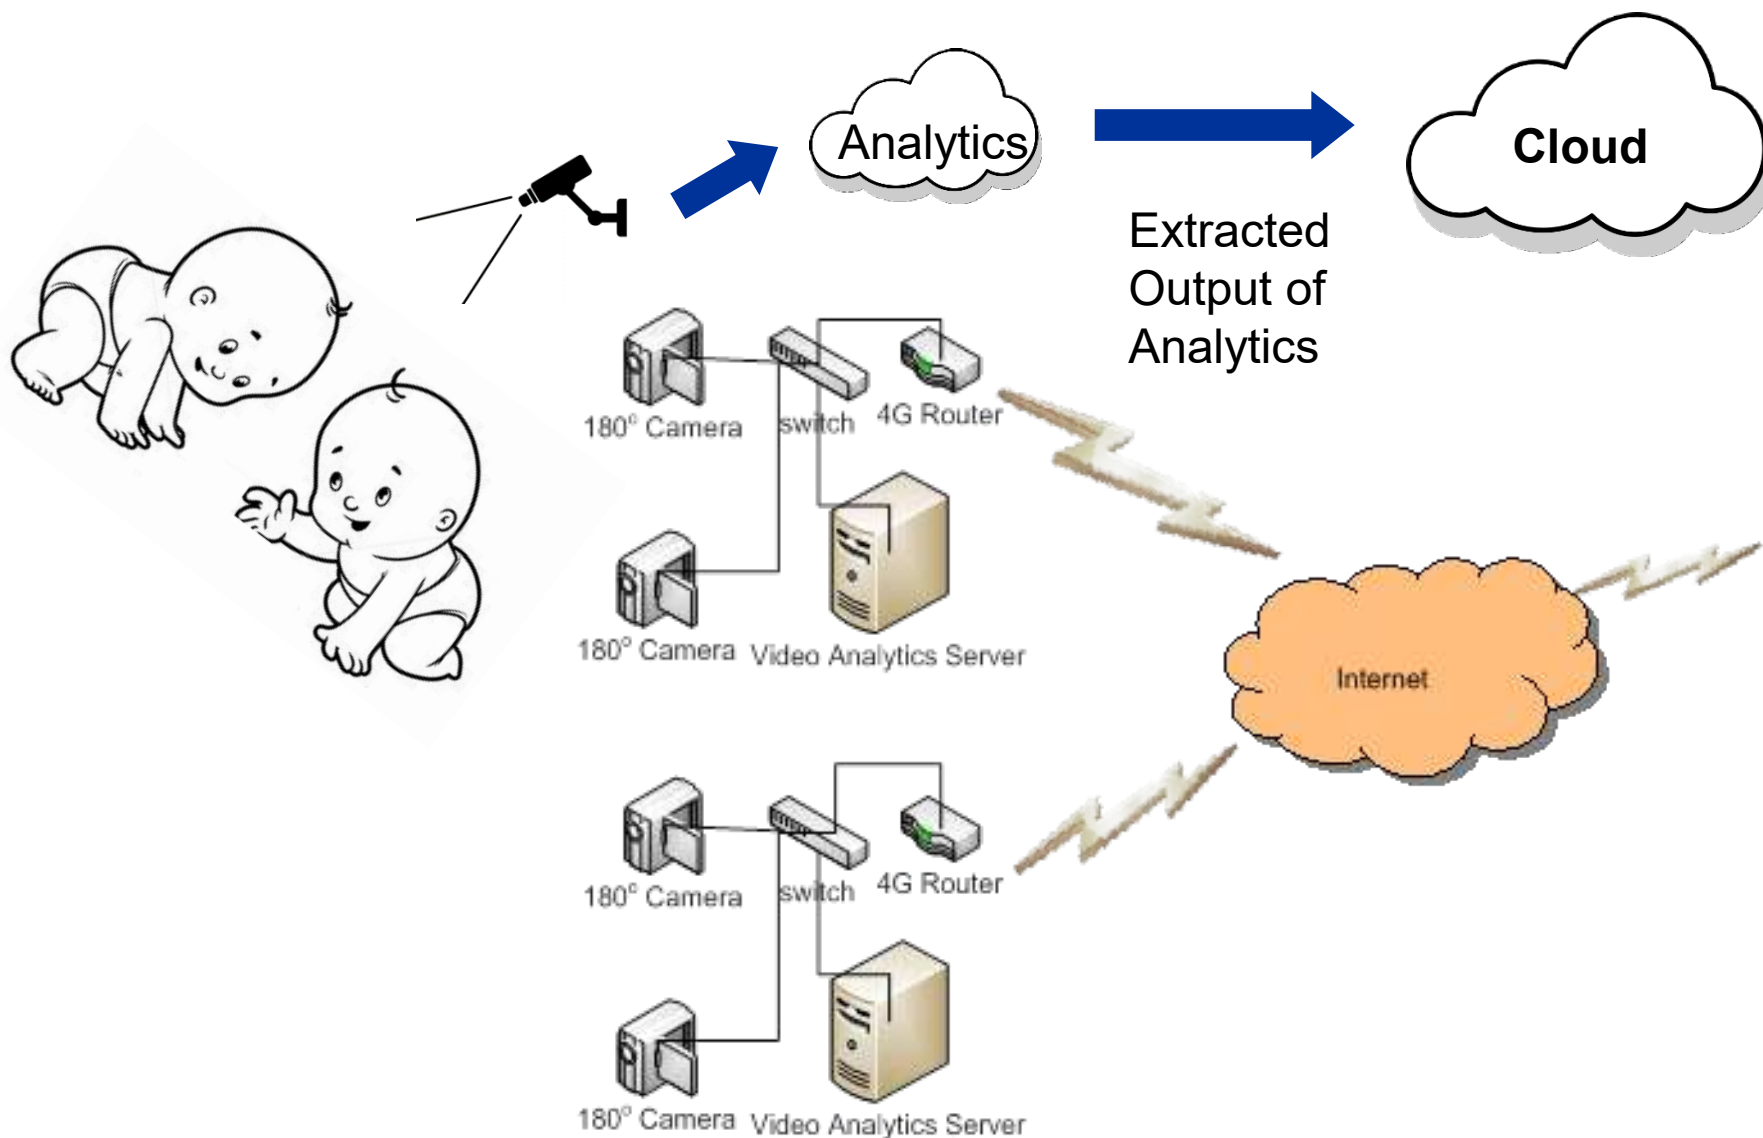 Analytics
Cloud
Extracted
Output of
Analytics
180° Camera
switch
4G Router
180° Camera
Video Analytics Server
Internet
180° Camera
switch
4G Router
180° Camera
Video Analytics Server